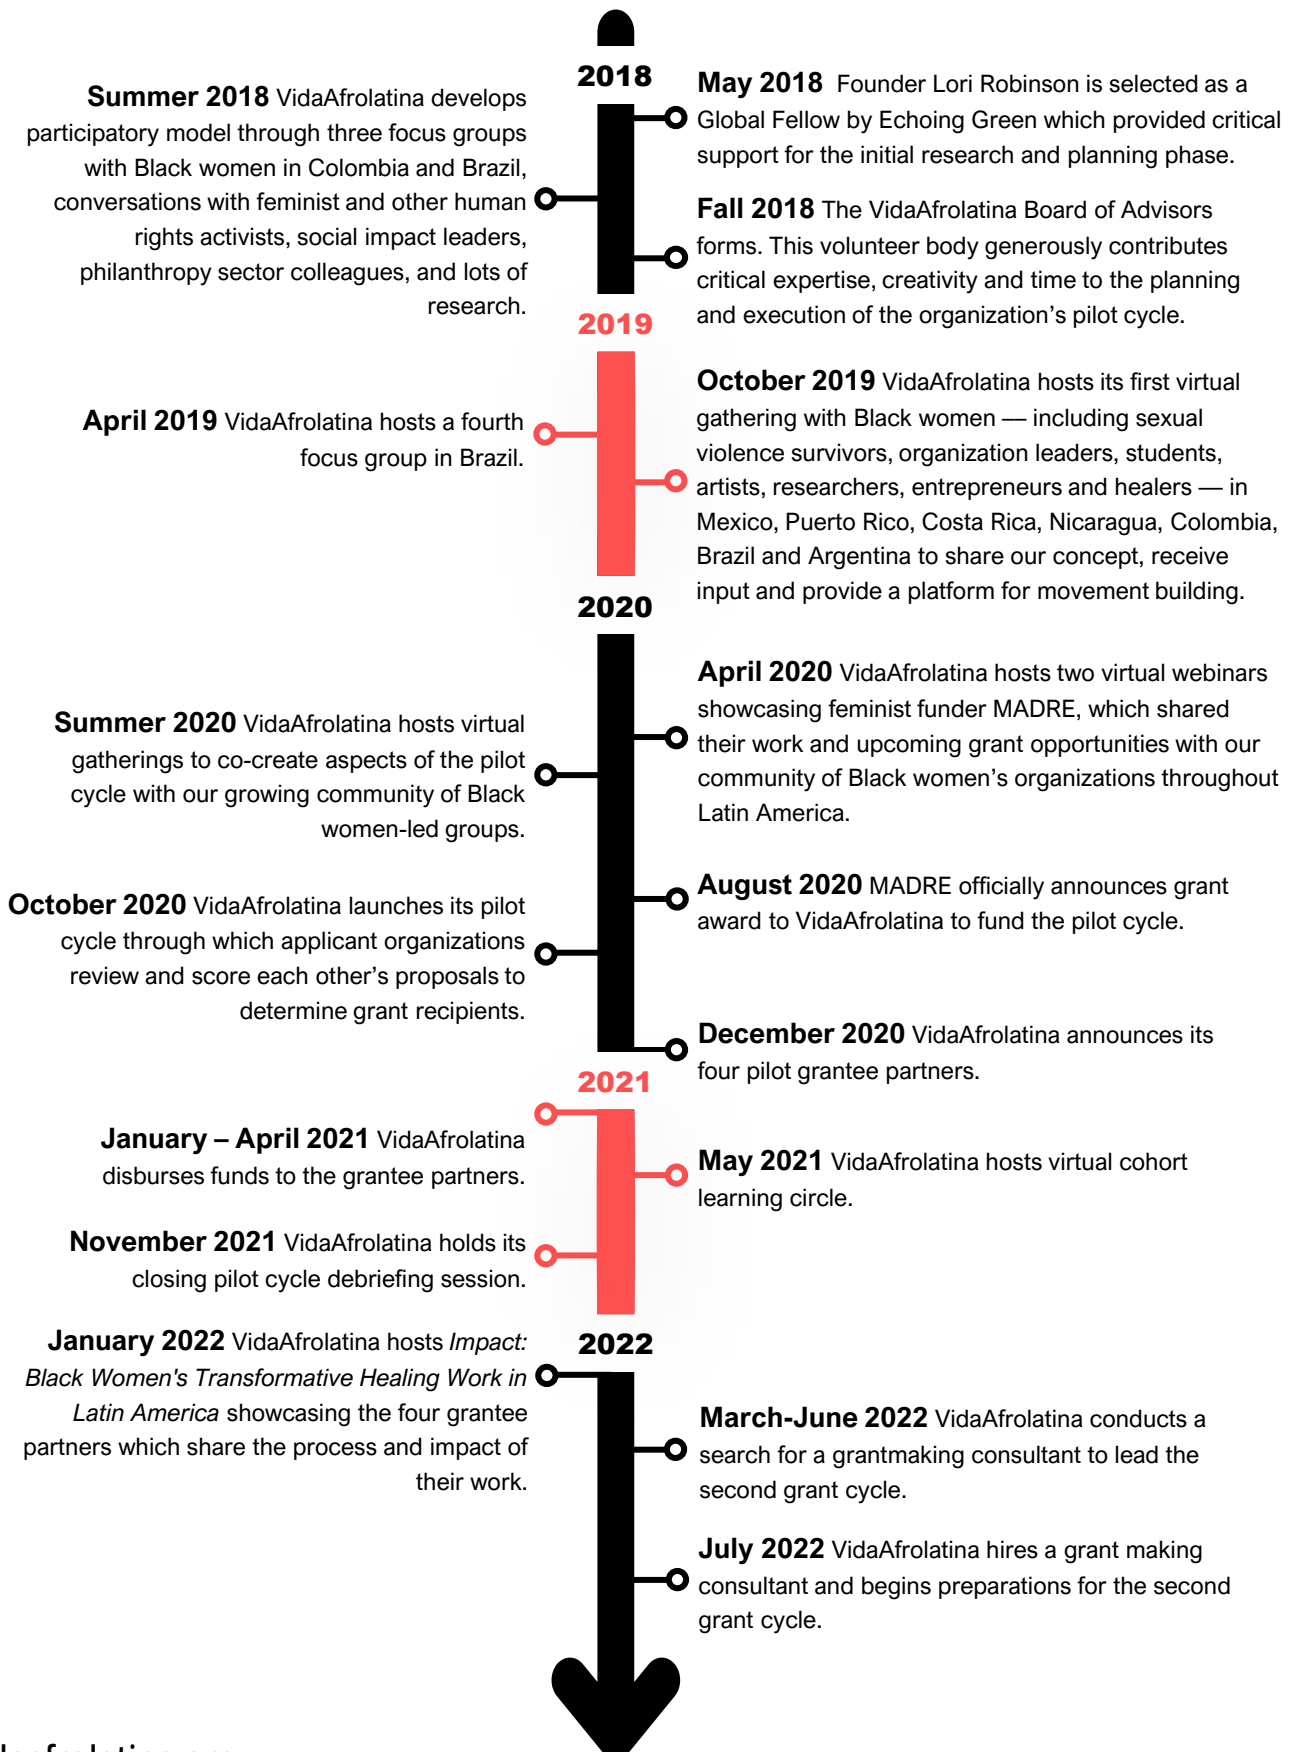 2018
May 2018 Founder Lori Robinson is selected as a
Global Fellow by Echoing Green which provided critical
support for the initial research and planning phase.
Summer 2018 VidaAfrolatina develops
participatory model through three focus groups
with Black women in Colombia and Brazil,
conversations with feminist and other human
rights activists, social impact leaders,
philanthropy sector colleagues, and lots of
research.
Fall 2018 The VidaAfrolatina Board of Advisors
forms. This volunteer body generously contributes
critical expertise, creativity and time to the planning
and execution of the organization’s pilot cycle.
2019
April 2019 VidaAfrolatina hosts a fourth
focus group in Brazil.
October 2019 VidaAfrolatina hosts its first virtual
gathering with Black women — including sexual
violence survivors, organization leaders, students,
artists, researchers, entrepreneurs and healers — in
Mexico, Puerto Rico, Costa Rica, Nicaragua, Colombia,
Brazil and Argentina to share our concept, receive
input and provide a platform for movement building.
2020
April 2020 VidaAfrolatina hosts two virtual webinars
showcasing feminist funder MADRE, which shared
their work and upcoming grant opportunities with our
community of Black women’s organizations throughout
Latin America.
Summer 2020 VidaAfrolatina hosts virtual
gatherings to co-create aspects of the pilot
cycle with our growing community of Black
women-led groups.
August 2020 MADRE officially announces grant
award to VidaAfrolatina to fund the pilot cycle.
October 2020 VidaAfrolatina launches its pilot
cycle through which applicant organizations
review and score each other’s proposals to
determine grant recipients.
December 2020 VidaAfrolatina announces its
four pilot grantee partners.
2021
January – April 2021 VidaAfrolatina
disburses funds to the grantee partners.
May 2021 VidaAfrolatina hosts virtual cohort
learning circle.
November 2021 VidaAfrolatina holds its
closing pilot cycle debriefing session.
2022
January 2022 VidaAfrolatina hosts Impact:
Black Women's Transformative Healing Work in
Latin America showcasing the four grantee
partners which share the process and impact of
their work.
March-June 2022 VidaAfrolatina conducts a
search for a grantmaking consultant to lead the
second grant cycle.
July 2022 VidaAfrolatina hires a grant making
consultant and begins preparations for the second
grant cycle.